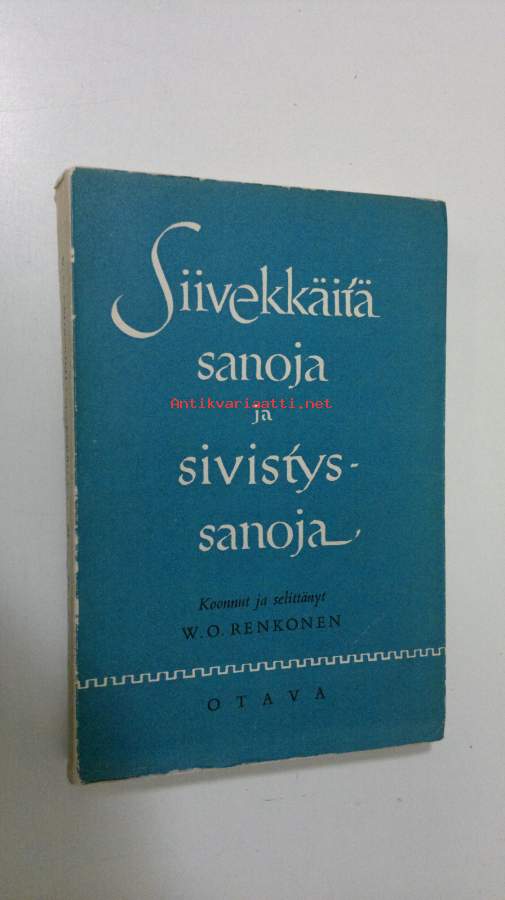 Siivekkäitä
sanoja
Antikvariaatti.net
ja
sivistys-
sanoja
Koonnut ja selittänyt
W. O. RENKONEN
OTAVA